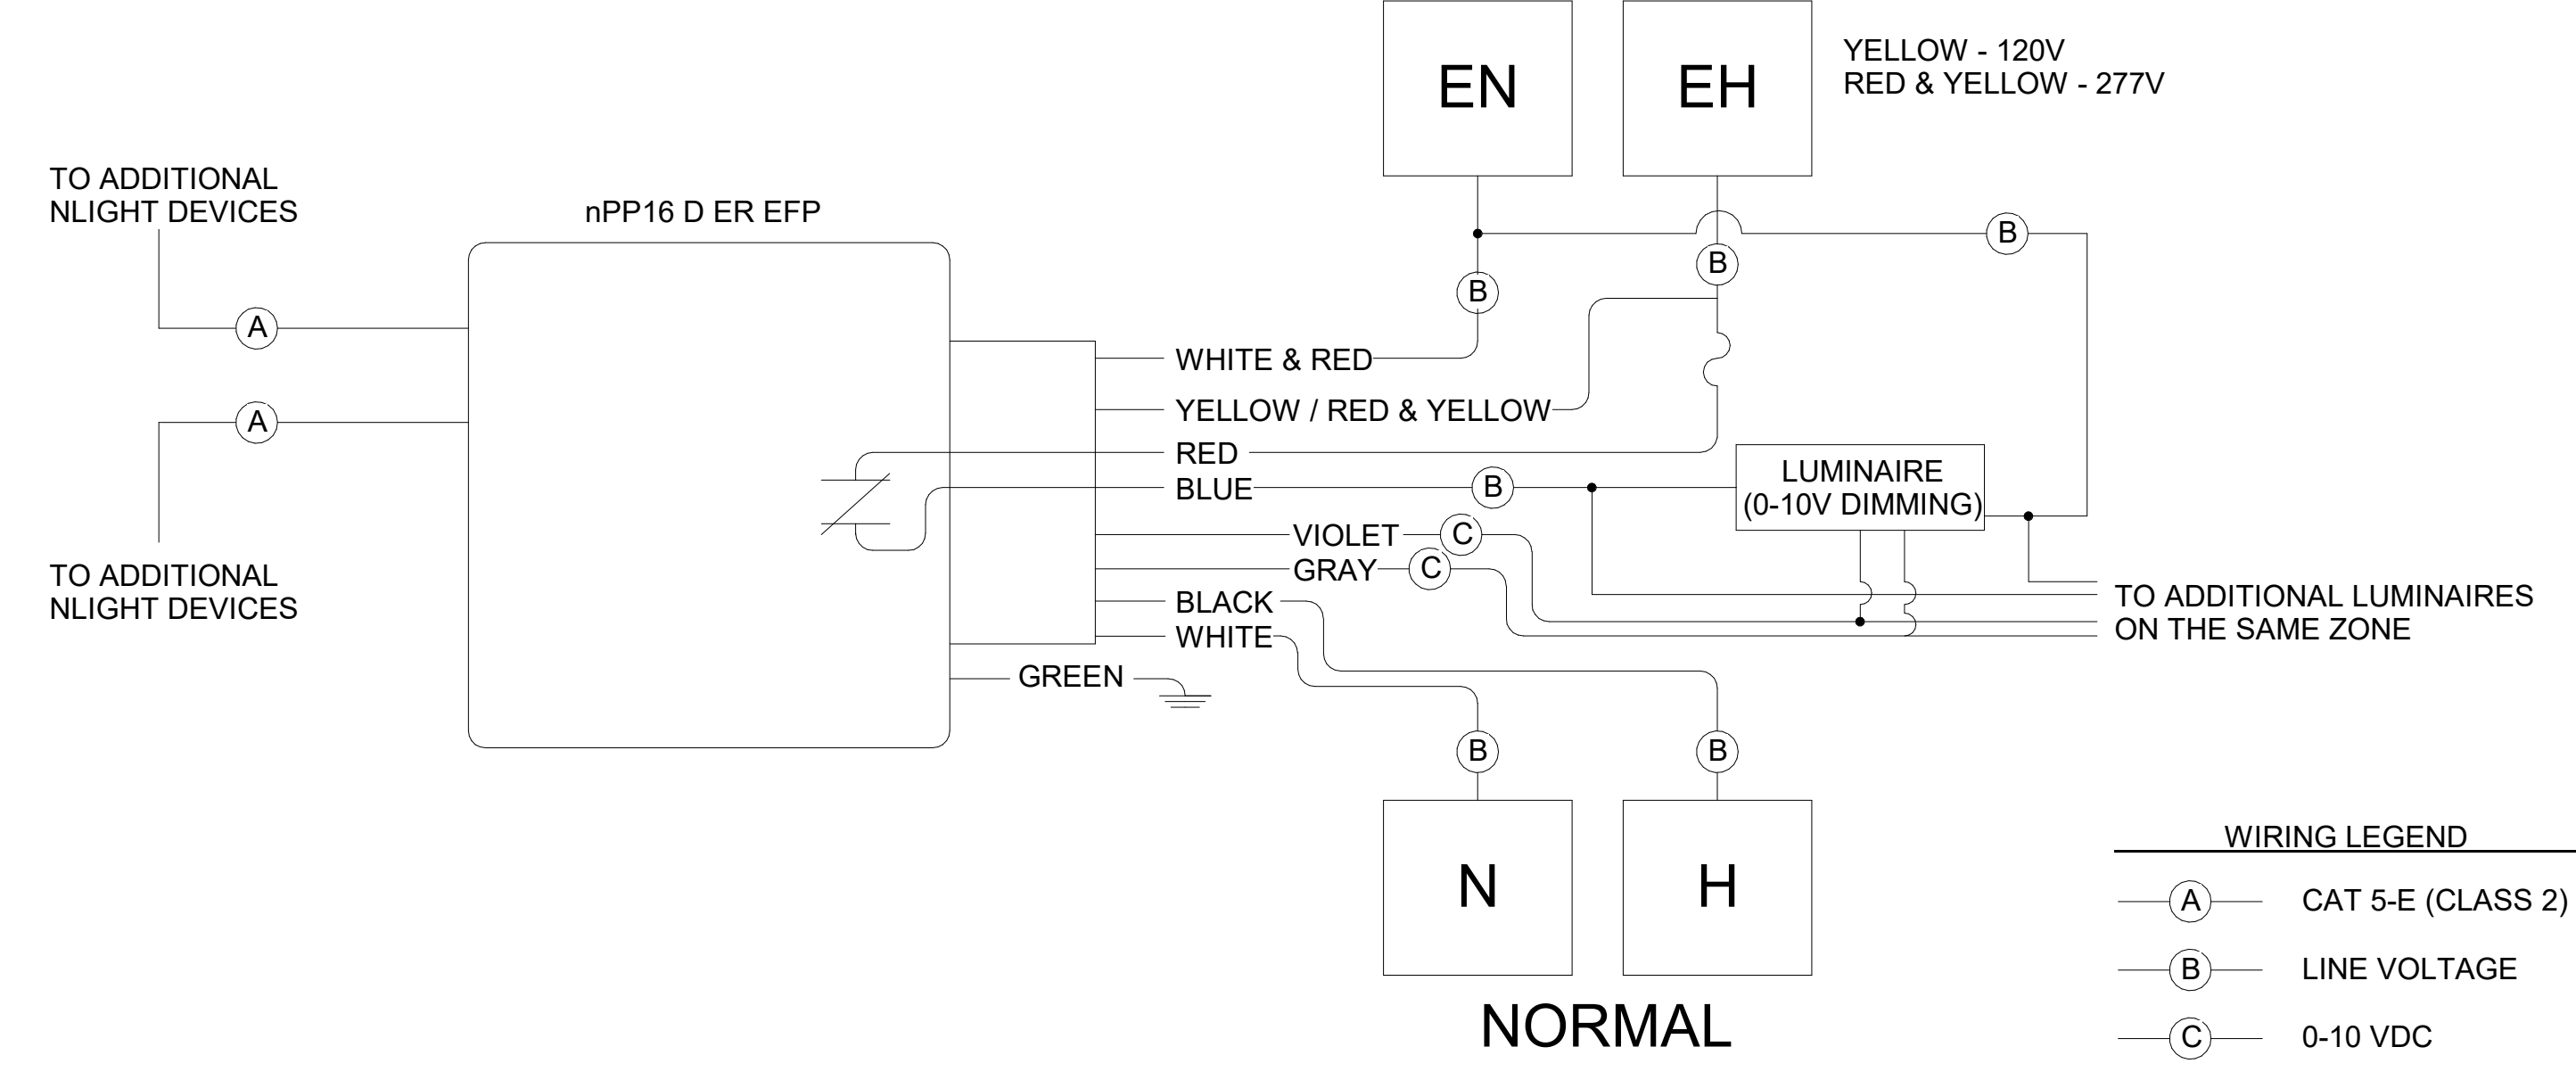 EN
EH
YELLOW - 120V
RED & YELLOW - 277V
TO ADDITIONAL
NLIGHT DEVICES
nPP16 D ER EFP
B
B
B
A
WHITE & RED
A
YELLOW / RED & YELLOW
RED
LUMINAIRE
(0-10V DIMMING)
BLUE
B
VIOLET
C
GRAY
C
TO ADDITIONAL
NLIGHT DEVICES
BLACK
WHITE
TO ADDITIONAL LUMINAIRES
ON THE SAME ZONE
GREEN
B
B
N
H
NORMAL
WIRING LEGEND
A CAT 5-E (CLASS 2)
B LINE VOLTAGE
C 0-10 VDC